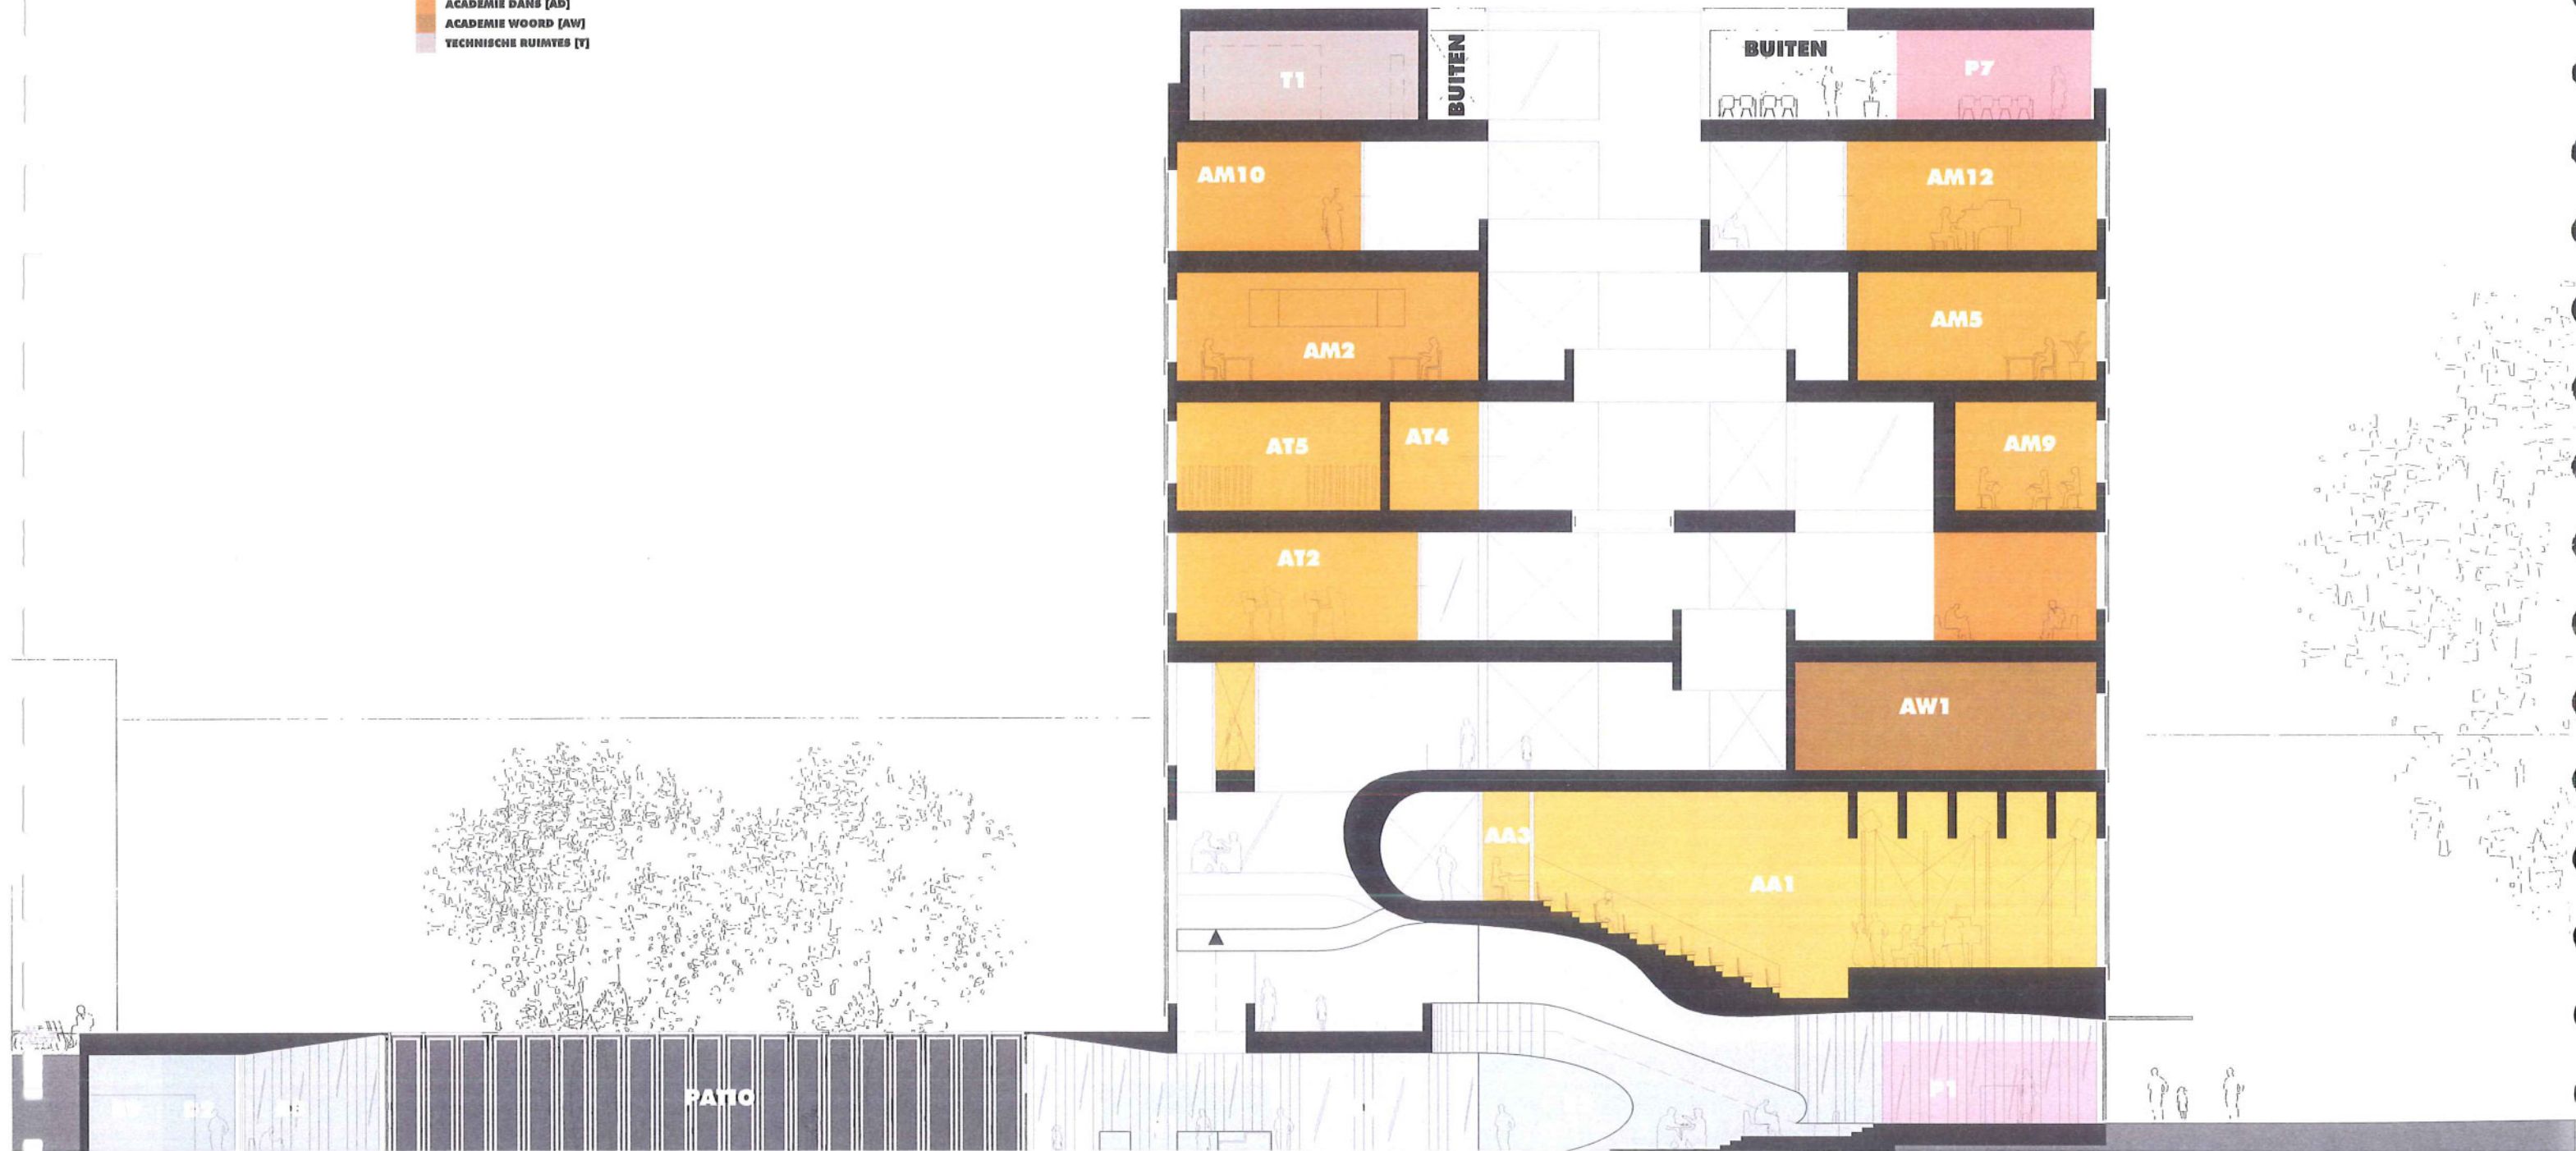 ACADEMIE DANS [AD]
ACADEMIE WOORD [AW]
TECHNISCHE RUIMTES [T]
T1
BUITEN
BUITEN
P7
AM10
AM12
AM2
AM5
AT5
AT4
AM9
AT2
AW1
AA3
AA1
PATIO
P1